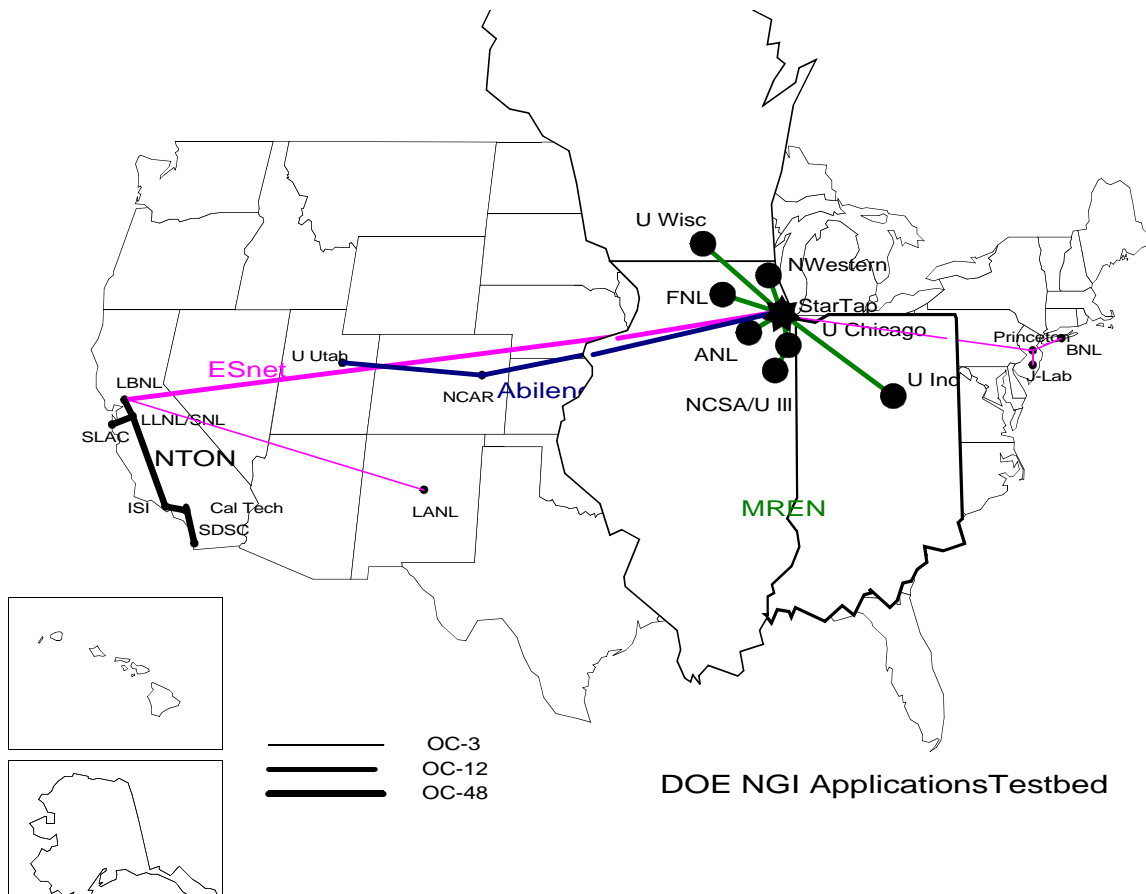 U Wisc
NWestern
FNL
StarTap
U Chicago
ANL
Princeton
BNL
J-Lab
U Utah
ESnet
LBNL
NCAR
Abilene
U Ind
NCSA/U Ill
LLNL/SNL
SLAC
NTON
ISI
Cal Tech
LANL
MREN
SDSC
OC-3
OC-12
OC-48
DOE NGI ApplicationsTestbed